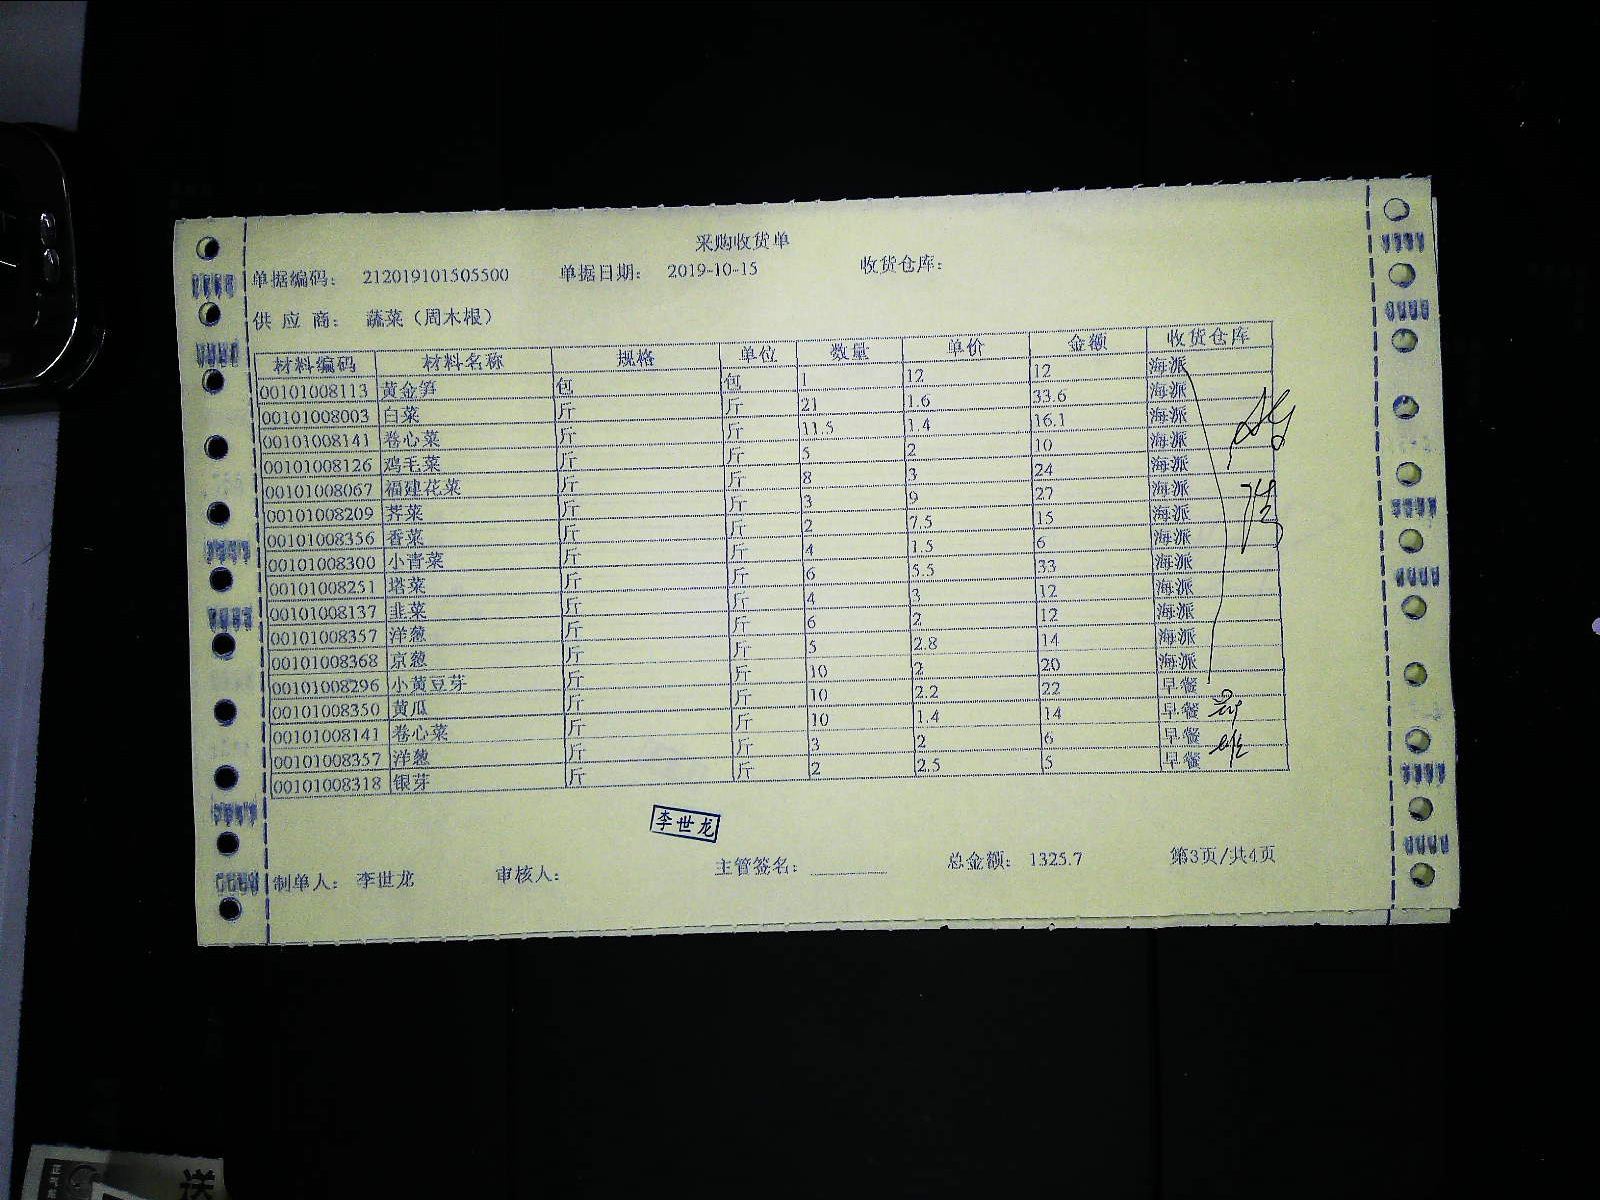 采购收货单
单据编码： 212019101505500 单据日期： 2019-10-15 收货仓库：
供 应 商： 蔬菜（周木根）
材料编码 材料名称 规格 单位 数量 单价 金额 收货仓库
00101008113 黄金笋 包 包 1 12 12 海派
00101008003 白菜 斤 斤 21 1.6 33.6 海派
00101008141 卷心菜 斤 斤 11.5 1.4 16.1 海派
00101008126 鸡毛菜 斤 斤 5 2 10 海派
00101008067 福建花菜 斤 斤 8 3 24 海派
00101008209 荠菜 斤 斤 3 9 27 海派
00101008356 香菜 斤 斤 2 7.5 15 海派
00101008300 小青菜 斤 斤 4 1.5 6 海派
00101008251 塔菜 斤 斤 6 5.5 33 海派
00101008137 韭菜 斤 斤 4 3 12 海派
00101008357 洋葱 斤 斤 6 2 12 海派
00101008368 京葱 斤 斤 5 2.8 14 海派
00101008296 小黄豆芽 斤 斤 10 2 20 海派
00101008350 黄瓜 斤 斤 10 2.2 22 早餐
00101008141 卷心菜 斤 斤 10 1.4 14 早餐
00101008357 洋葱 斤 斤 3 2 6 早餐
00101008318 银芽 斤 斤 2 2.5 5 早餐
李世龙
制单人： 李世龙 审核人： 主管签名： 总金额： 1325.7 第3页/共4页
送